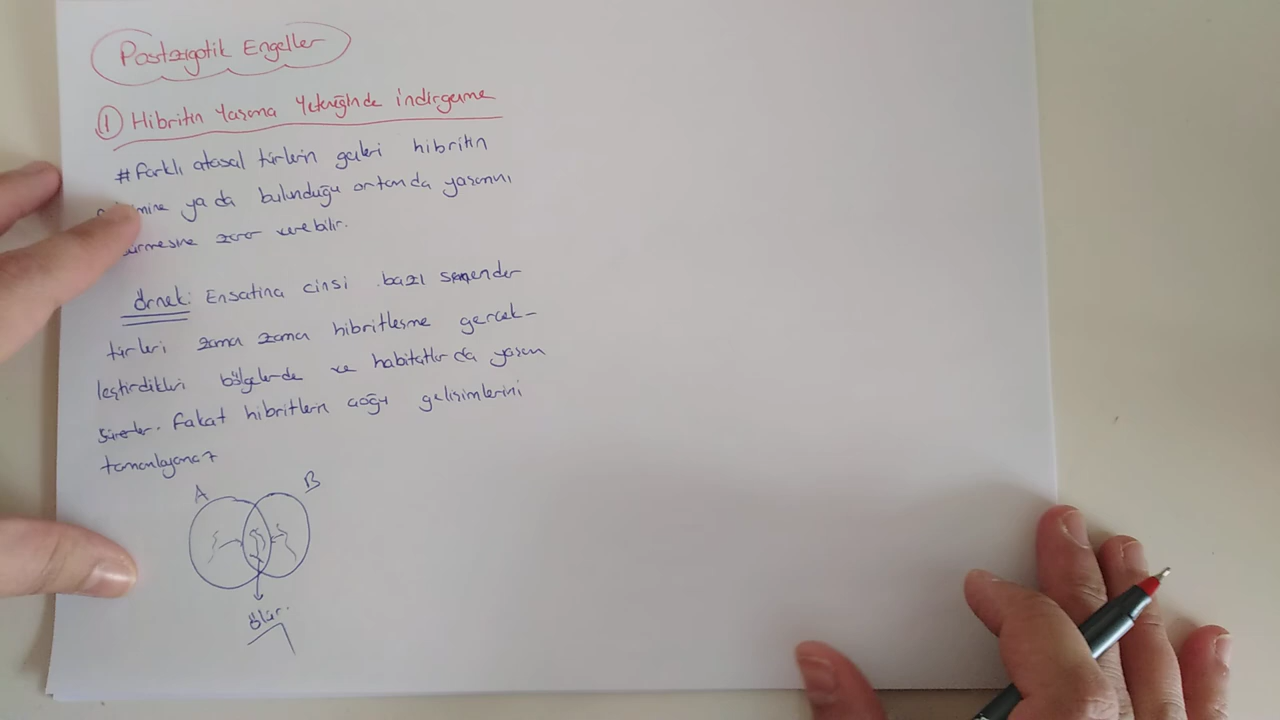 Postzigotik Engeller
① Hibritin Yaşama Yeteneğinde indirgeme
# Farklı atasal türlerin genleri hibritin
ya da bulunduğu ortamda yaşamını
sürmesine zarar verebilir.
Örnek: Ensatina cinsi bazı semender
türleri zaman zaman hibritleşme gerçek-
leştirdikleri bölgelerde ve habitatlarda yaşam
sürerler. Fakat hibritlerin çoğu gelişimlerini
tamamlayamaz
A B
ölür.